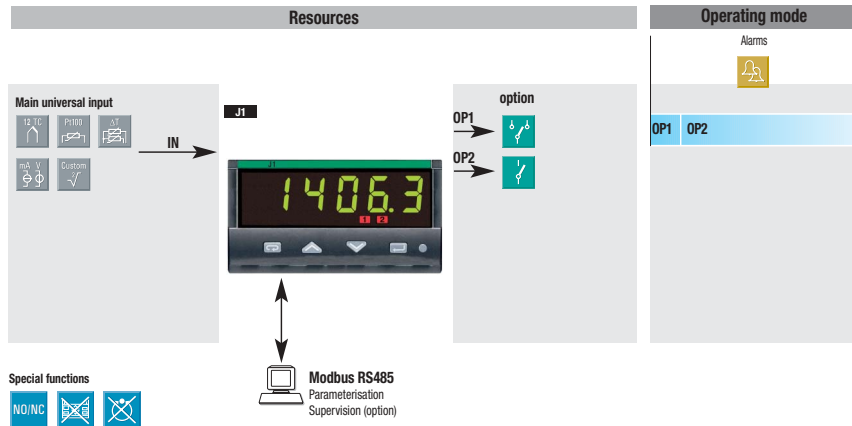 Resources
Operating mode
Alarms
Main universal input
12 TC
Pt100
ΔT
mA V
Custom
√
IN
J1
J1
1406.3
1 2
option
OP1
OP2
OP1 OP2
Modbus RS485
Parameterisation
Supervision (option)
Special functions
NO/NC